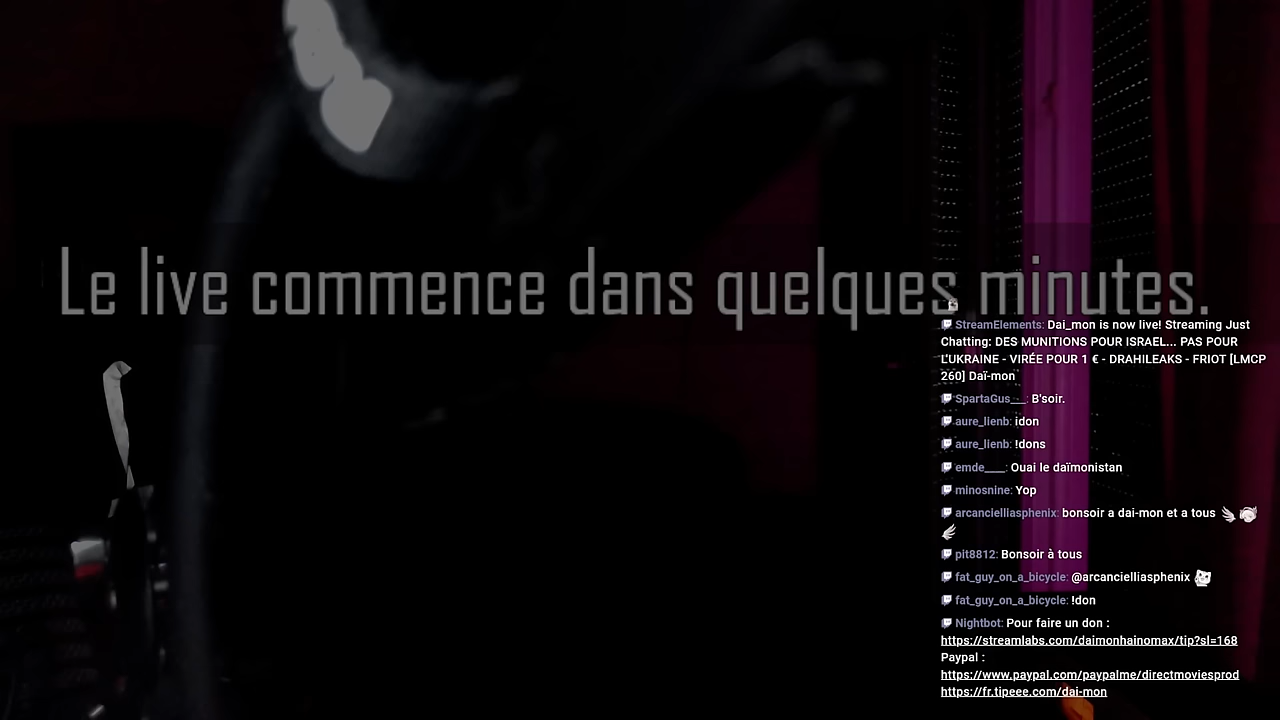 Le live commence dans quelques minutes.
StreamElements: Dai_mon is now live! Streaming Just
Chatting: DES MUNITIONS POUR ISRAEL... PAS POUR
L'UKRAINE - VIRÉE POUR 1 € - DRAHILEAKS - FRIOT [LMCP
260] Daï-mon
SpartaGus__: B'soir.
aure_lienb: idon
aure_lienb: !dons
emde___: Ouai le daïmonistan
minosnine: Yop
arcancielliasphenix: bonsoir a dai-mon et a tous
pit8812: Bonsoir à tous
fat_guy_on_a_bicycle: @arcancielliasphenix
fat_guy_on_a_bicycle: !don
Nightbot: Pour faire un don :
https://streamlabs.com/daimonhainomax/tip?sl=168
Paypal :
https://www.paypal.com/paypalme/directmoviesprod
https://fr.tipeee.com/dai-mon